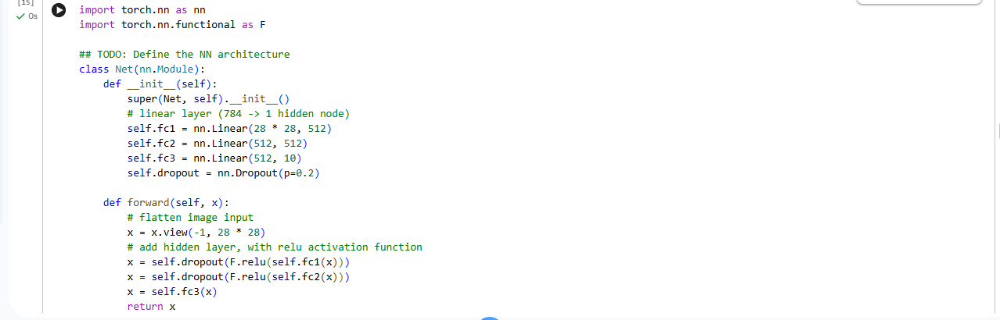 [15]
0s
import torch.nn as nn
import torch.nn.functional as F
## TODO: Define the NN architecture
class Net(nn.Module):
    def __init__(self):
        super(Net, self).__init__()
        # linear layer (784 -> 1 hidden node)
        self.fc1 = nn.Linear(28 * 28, 512)
        self.fc2 = nn.Linear(512, 512)
        self.fc3 = nn.Linear(512, 10)
        self.dropout = nn.Dropout(p=0.2)
    def forward(self, x):
        # flatten image input
        x = x.view(-1, 28 * 28)
        # add hidden layer, with relu activation function
        x = self.dropout(F.relu(self.fc1(x)))
        x = self.dropout(F.relu(self.fc2(x)))
        x = self.fc3(x)
        return x